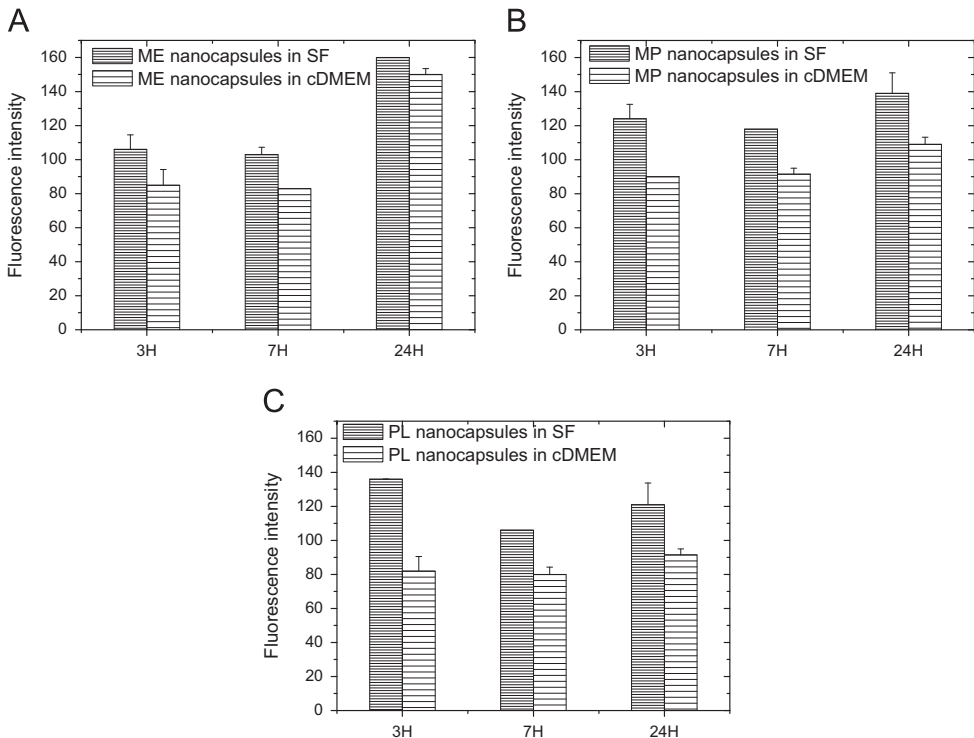 A
ME nanocapsules in SF
ME nanocapsules in cDMEM
Fluorescence intensity
160
140
120
100
80
60
40
20
0
3H 7H 24H
B
MP nanocapsules in SF
MP nanocapsules in cDMEM
Fluorescence intensity
160
140
120
100
80
60
40
20
0
3H 7H 24H
C
PL nanocapsules in SF
PL nanocapsules in cDMEM
Fluorescence intensity
160
140
120
100
80
60
40
20
0
3H 7H 24H